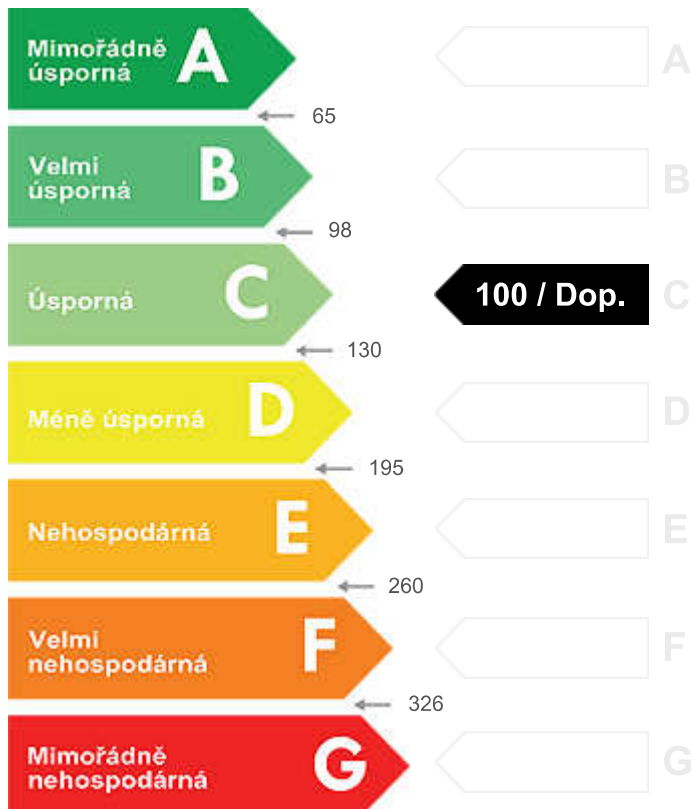 Mimořádně
úsporná
A
A
65
Velmi
úsporná
B
B
98
Úsporná
C
100 / Dop.
C
130
Méně úsporná
D
D
195
Nehospodárná
E
E
260
Velmi
nehospodárná
F
F
326
Mimořádně
nehospodárná
G
G